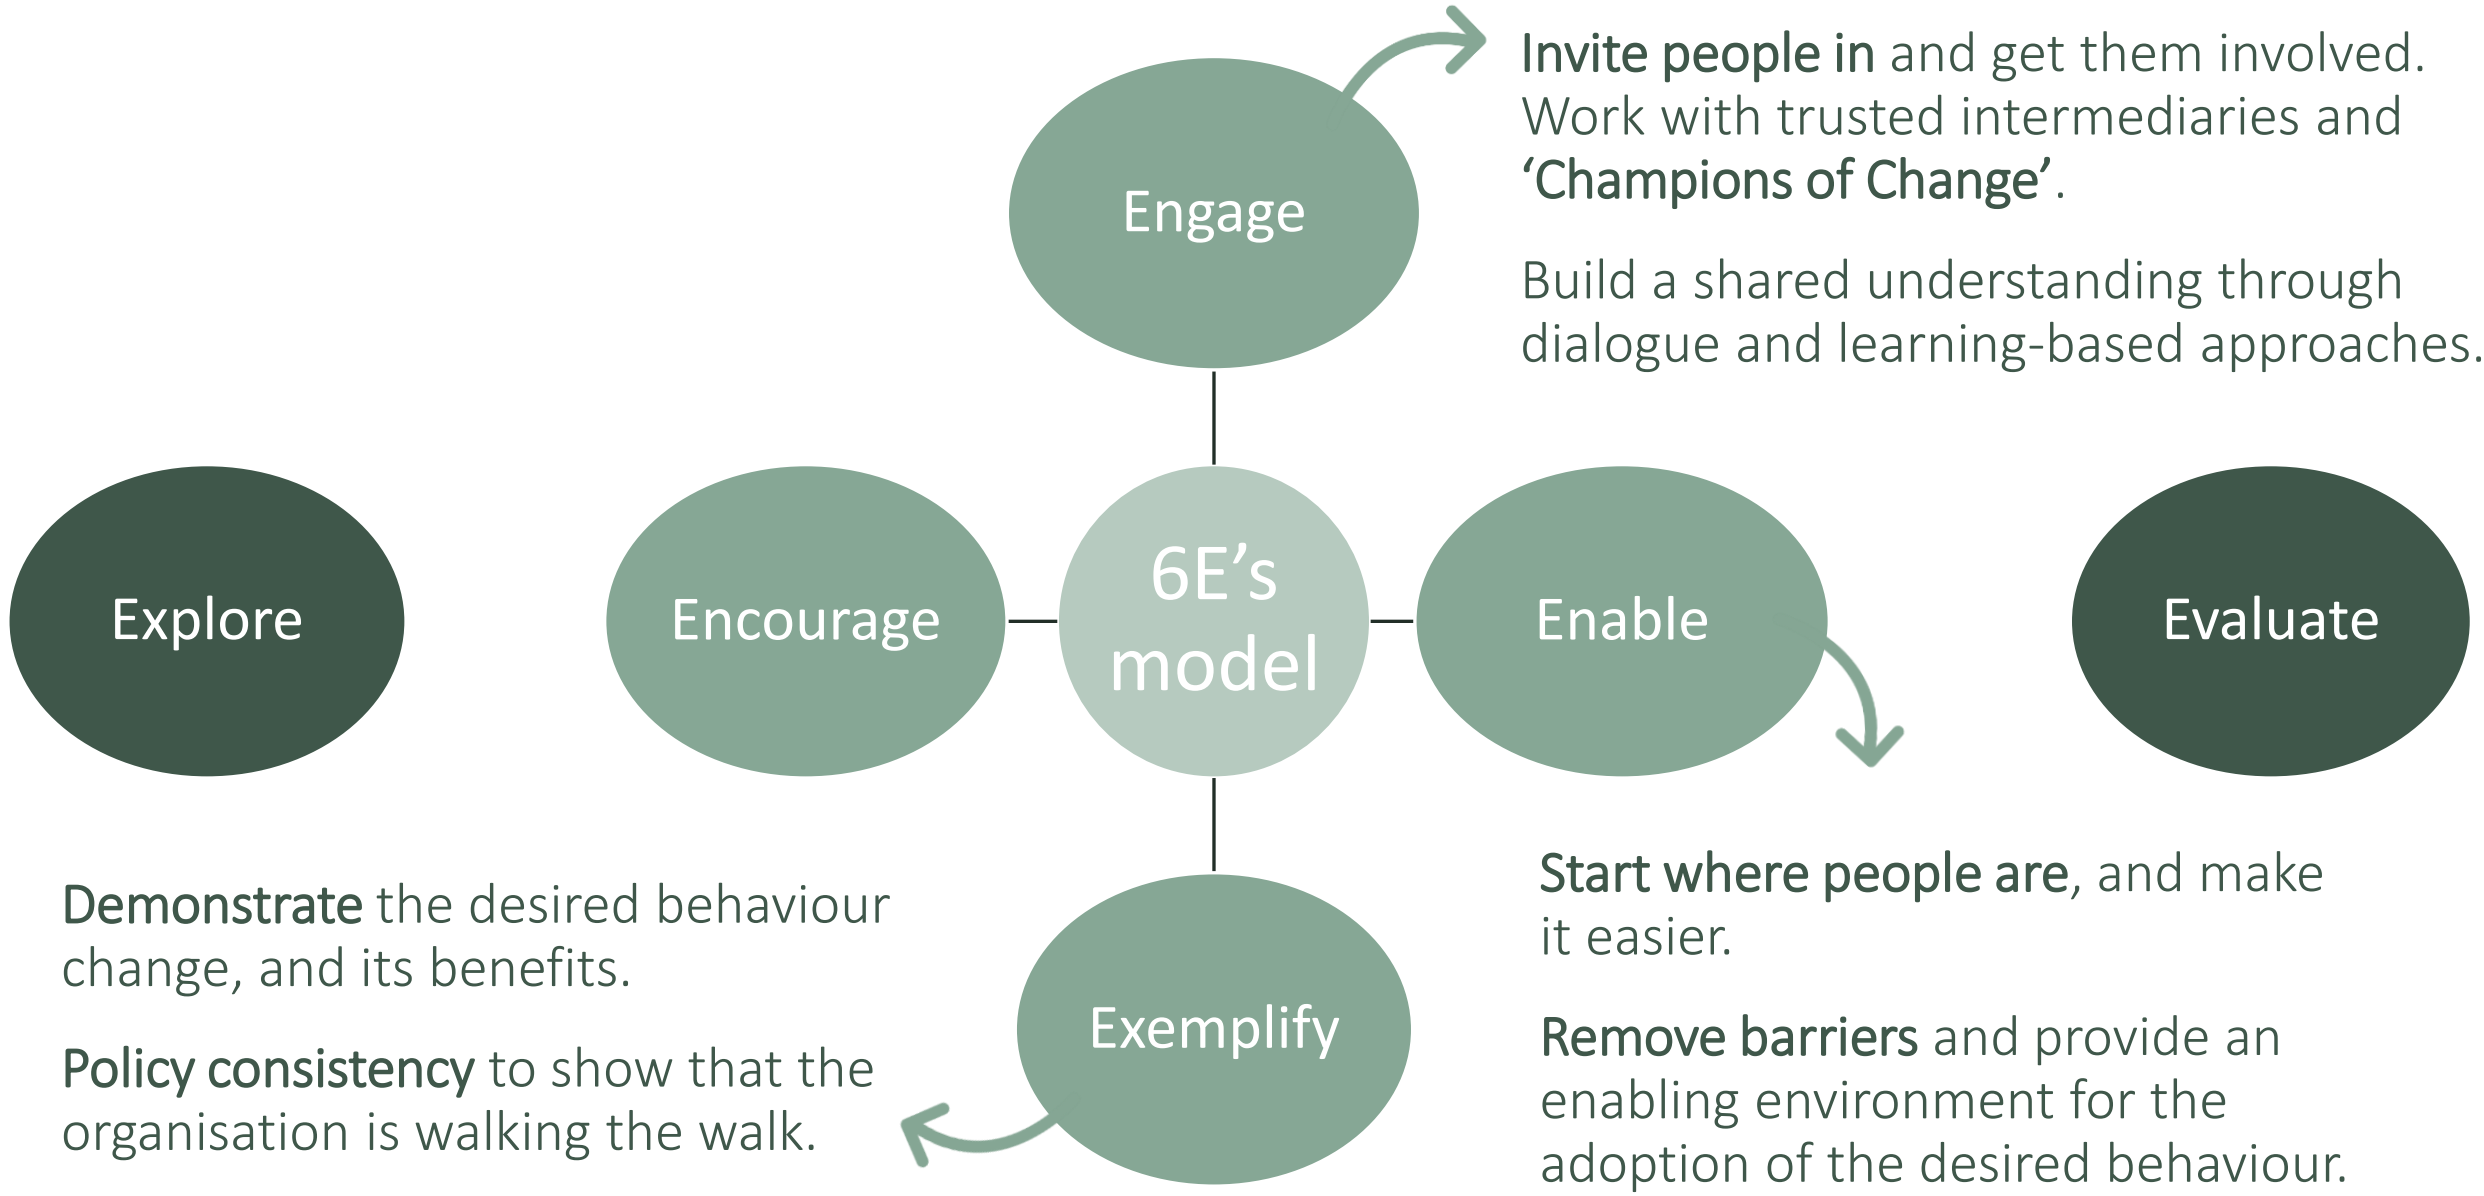 Invite people in and get them involved.
Work with trusted intermediaries and
‘Champions of Change’.
Build a shared understanding through
dialogue and learning-based approaches.
Engage
Explore
Encourage
6E’s
model
Enable
Evaluate
Demonstrate the desired behaviour
change, and its benefits.
Policy consistency to show that the
organisation is walking the walk.
Exemplify
Start where people are, and make
it easier.
Remove barriers and provide an
enabling environment for the
adoption of the desired behaviour.